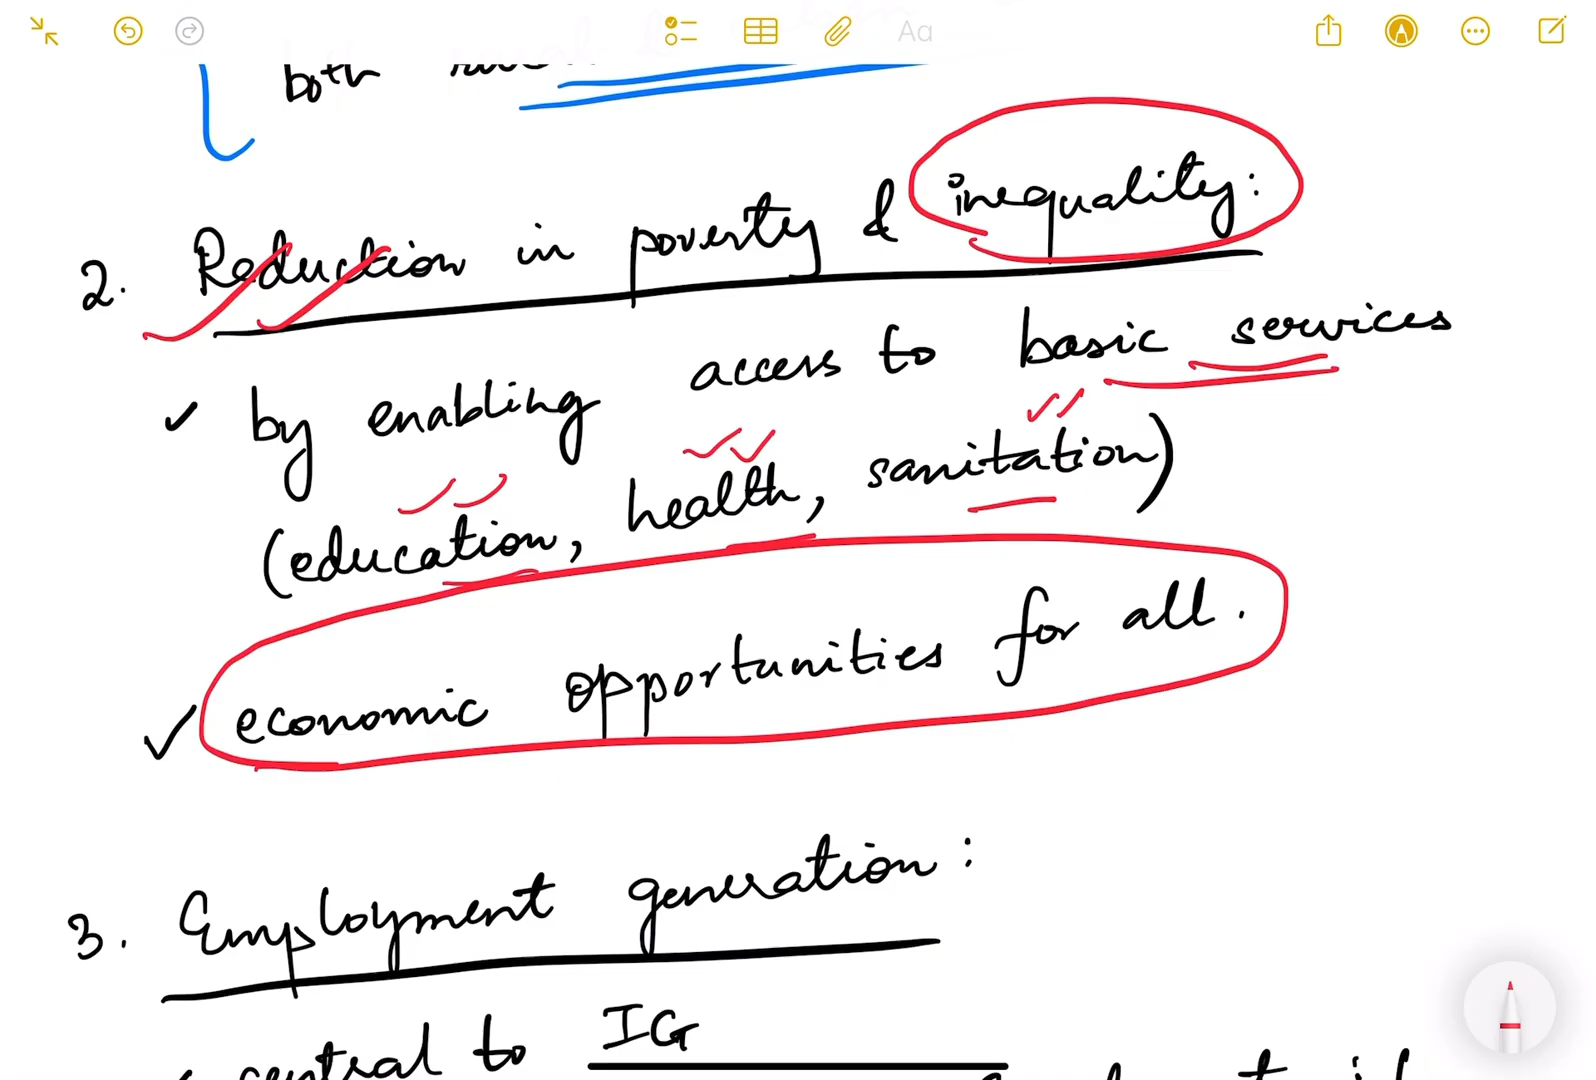 Aa
both
2. Reduction in poverty & inequality:
✓ by enabling access to basic services
(education, health, sanitation)
✓ economic opportunities for all.
3. Employment generation:
central to IG